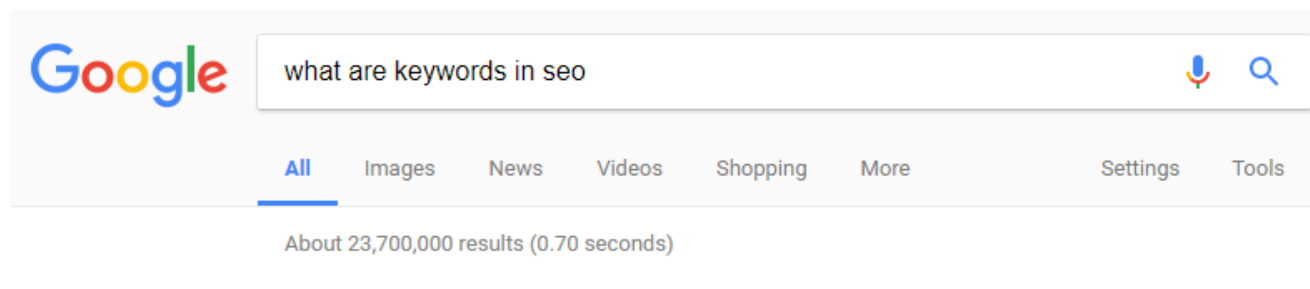 Google what are keywords in seo
All Images News Videos Shopping More Settings Tools
About 23,700,000 results (0.70 seconds)